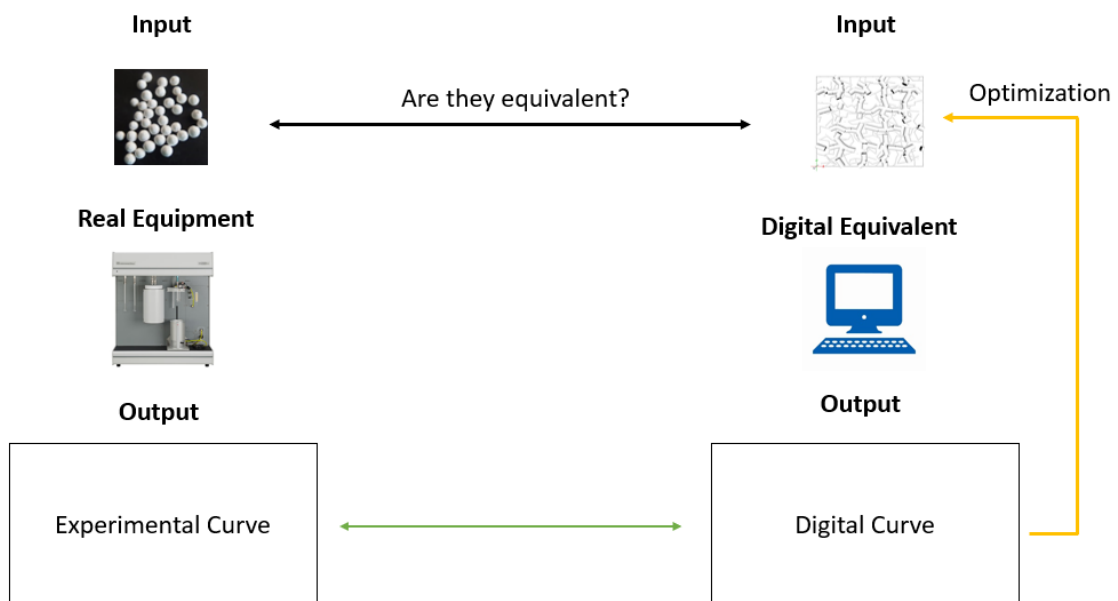 Input
Input
Are they equivalent?
Optimization
Real Equipment
Digital Equivalent
Output
Output
Experimental Curve
Digital Curve